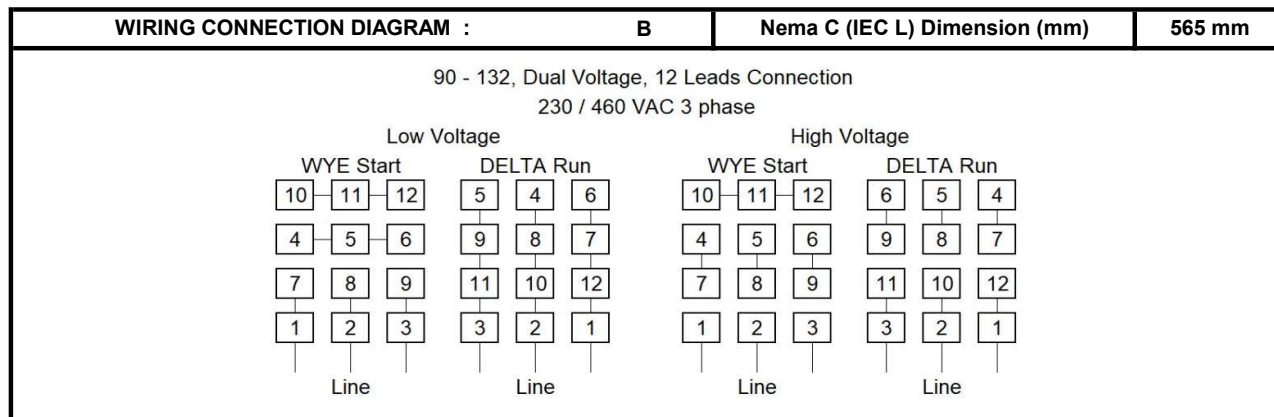 WIRING CONNECTION DIAGRAM : B Nema C (IEC L) Dimension (mm) 565 mm
90 - 132, Dual Voltage, 12 Leads Connection
230 / 460 VAC 3 phase
Low Voltage High Voltage
WYE Start DELTA Run WYE Start DELTA Run
10 11 12 5 4 6 10 11 12 6 5 4
4 5 6 9 8 7 4 5 6 9 8 7
7 8 9 11 10 12 7 8 9 11 10 12
1 2 3 3 2 1 1 2 3 3 2 1
Line Line Line Line